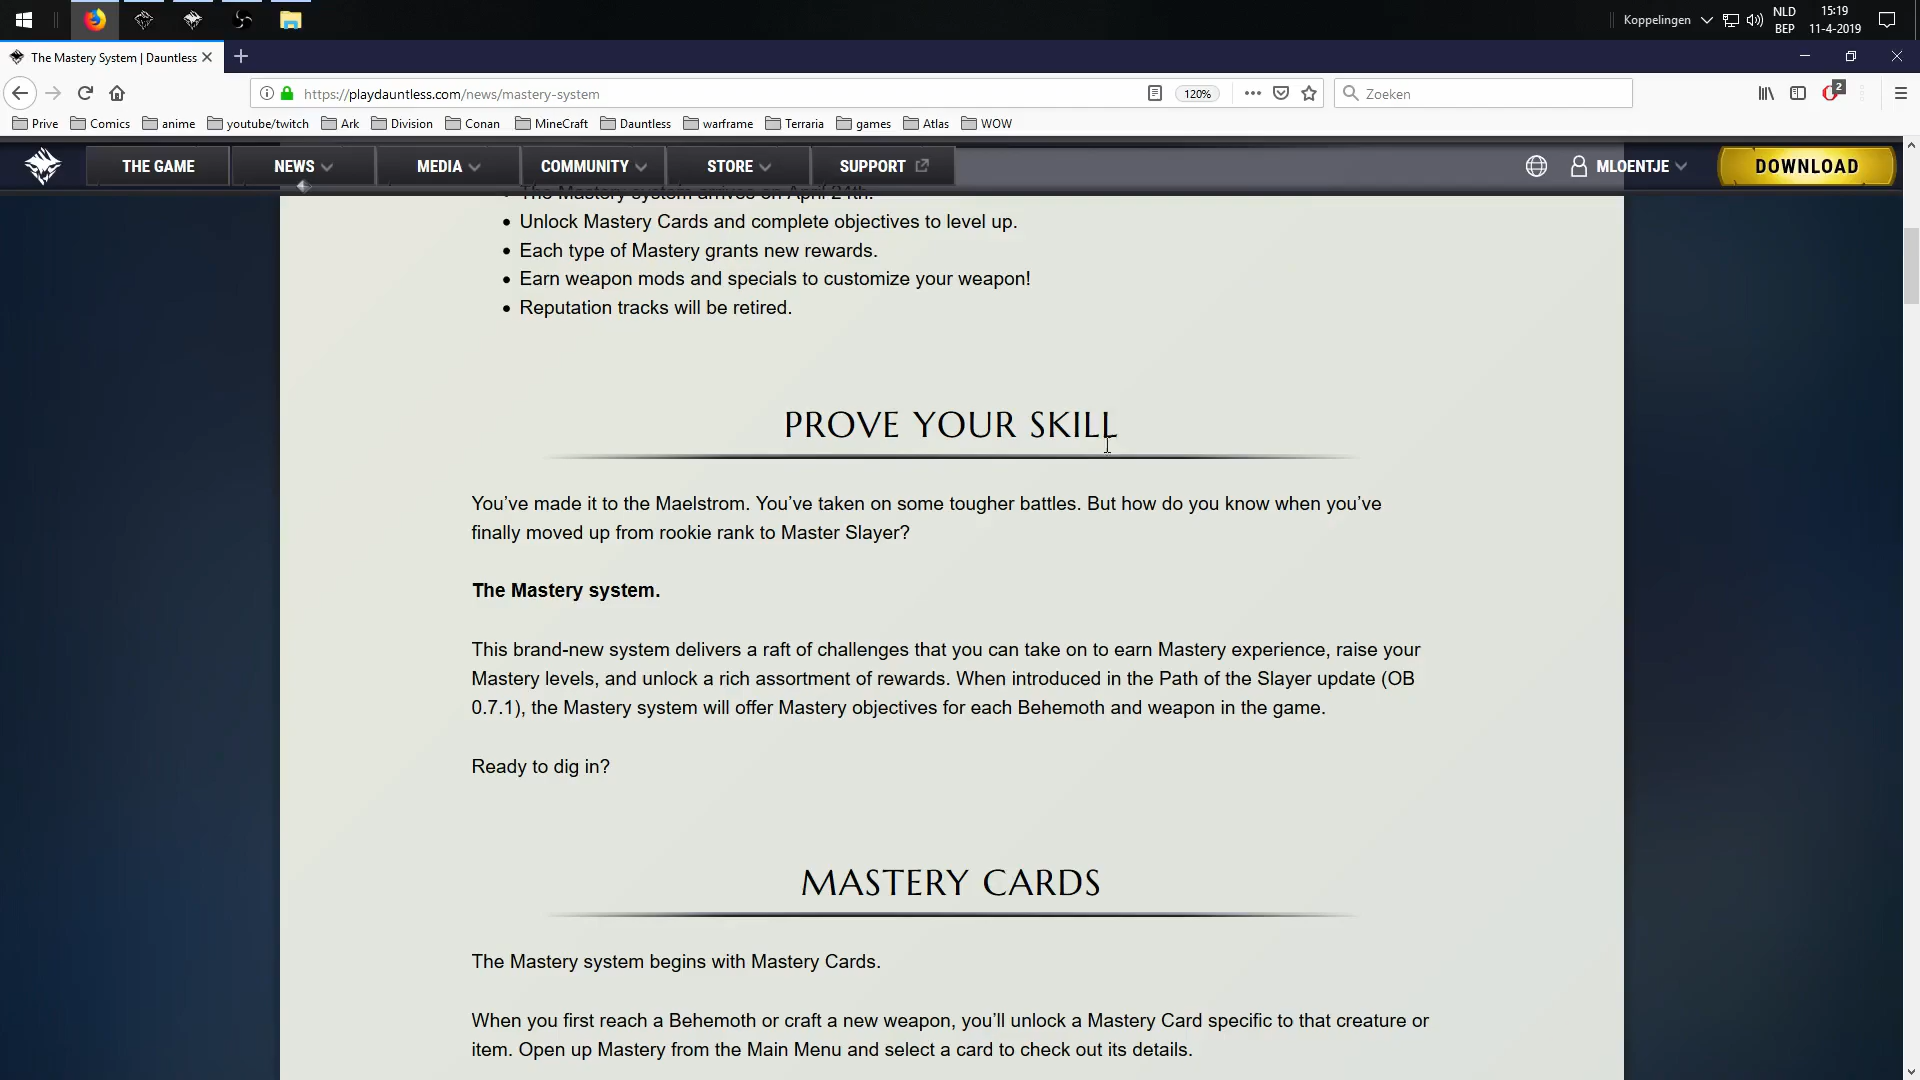 Koppelingen
NLD
BEP
15:19
11-4-2019
The Mastery System | Dauntless
https://playdauntless.com/news/mastery-system
120%
Zoeken
2
Prive
Comics
anime
youtube/twitch
Ark
Division
Conan
MineCraft
Dauntless
warframe
Terraria
games
Atlas
WOW
THE GAME
NEWS
MEDIA
COMMUNITY
STORE
SUPPORT
MLOENTJE
DOWNLOAD
The Mastery system arrives on April 24th.
Unlock Mastery Cards and complete objectives to level up.
Each type of Mastery grants new rewards.
Earn weapon mods and specials to customize your weapon!
Reputation tracks will be retired.
PROVE YOUR SKILL
You’ve made it to the Maelstrom. You’ve taken on some tougher battles. But how do you know when you’ve
finally moved up from rookie rank to Master Slayer?
The Mastery system.
This brand-new system delivers a raft of challenges that you can take on to earn Mastery experience, raise your
Mastery levels, and unlock a rich assortment of rewards. When introduced in the Path of the Slayer update (OB
0.7.1), the Mastery system will offer Mastery objectives for each Behemoth and weapon in the game.
Ready to dig in?
MASTERY CARDS
The Mastery system begins with Mastery Cards.
When you first reach a Behemoth or craft a new weapon, you’ll unlock a Mastery Card specific to that creature or
item. Open up Mastery from the Main Menu and select a card to check out its details.